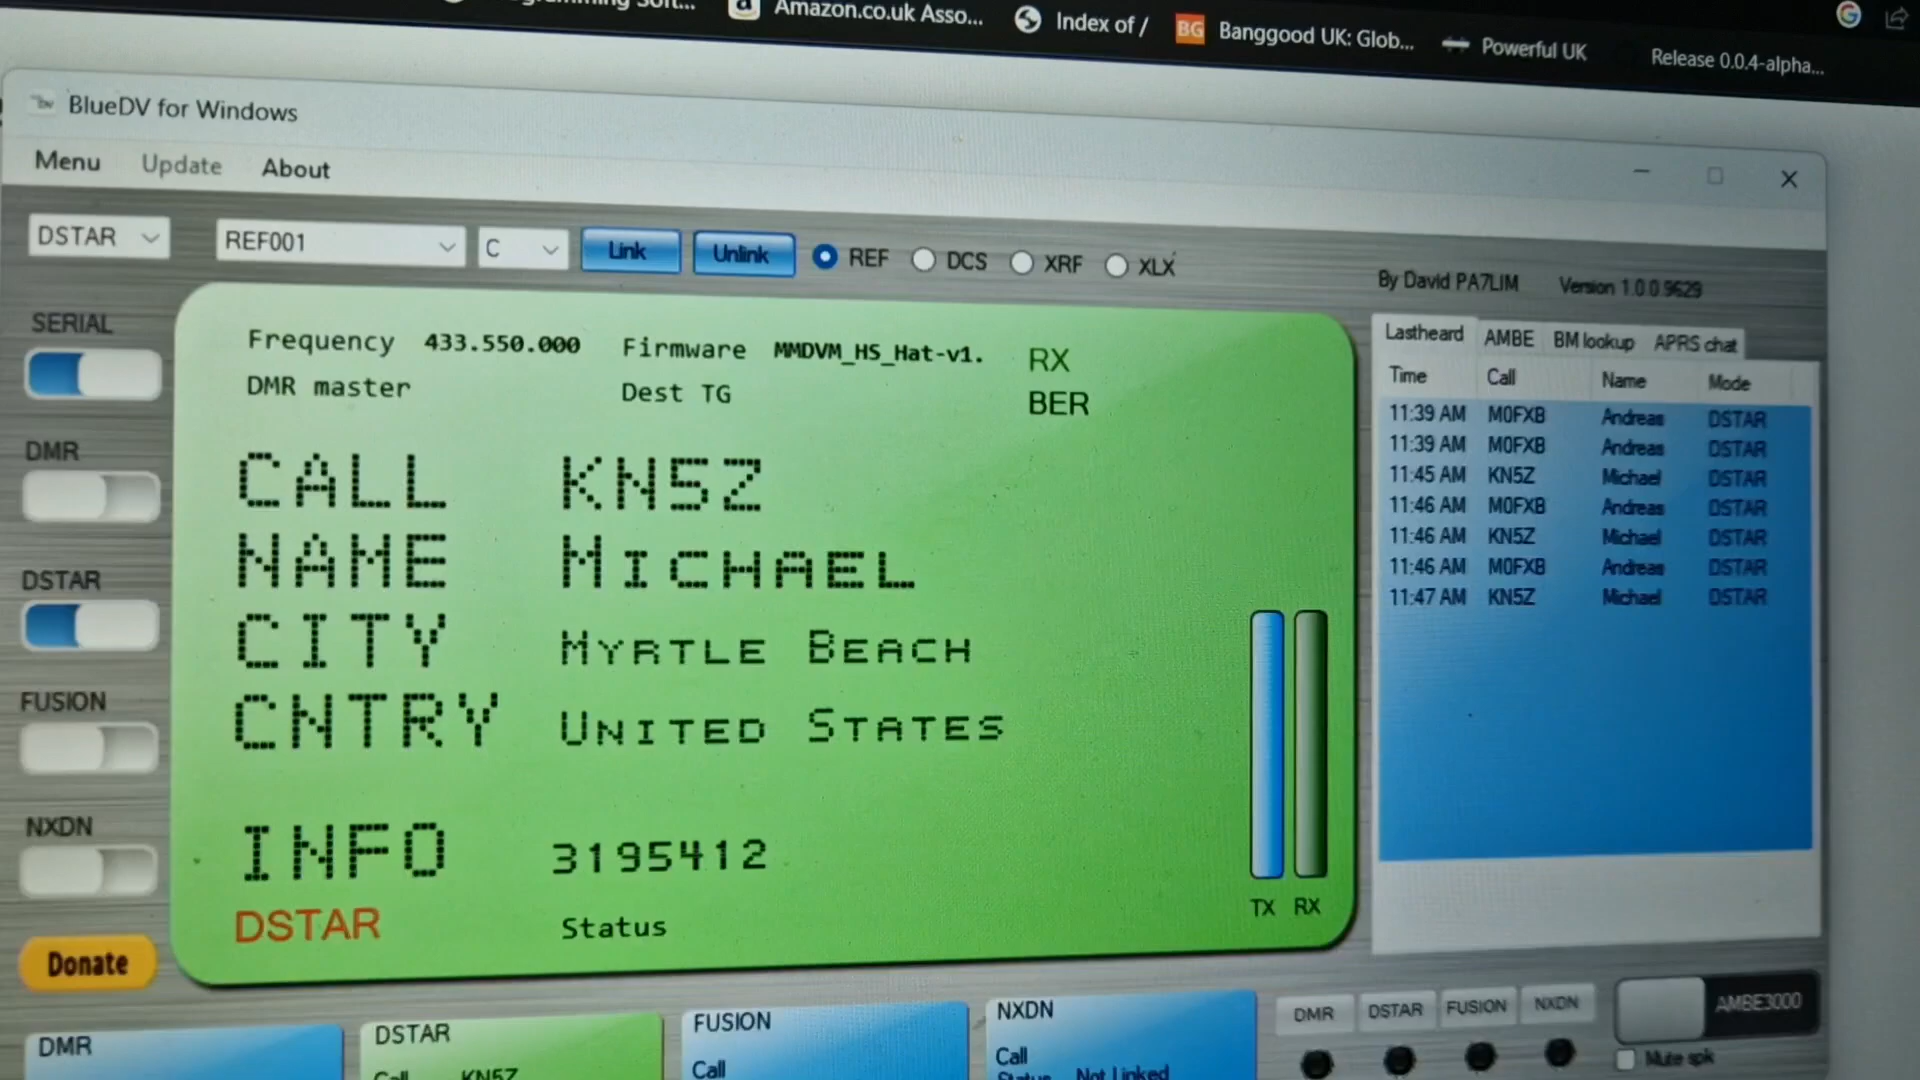 Amazon.co.uk Asso...
Index of /
BG
Banggood UK: Glob...
Powerful UK
Release 0.0.4-alpha...
BlueDV for Windows
Menu Update About
DSTAR REF001 C Link Unlink REF DCS XRF XLX
By David PA7LIM Version 1.0.0.9629
SERIAL
DMR
DSTAR
FUSION
NXDN
Donate
Frequency 433.550.000 Firmware MMDVM_HS_Hat-v1. RX
DMR master Dest TG BER
CALL KN5Z
NAME MICHAEL
CITY MYRTLE BEACH
CNTRY UNITED STATES
INFO 3195412
DSTAR Status
TX RX
Lastheard AMBE BM lookup APRS chat
Time Call Name Mode
11:39 AM M0FXB Andreas DSTAR
11:39 AM M0FXB Andreas DSTAR
11:45 AM KN5Z Michael DSTAR
11:46 AM M0FXB Andreas DSTAR
11:46 AM KN5Z Michael DSTAR
11:46 AM M0FXB Andreas DSTAR
11:47 AM KN5Z Michael DSTAR
DMR
DSTAR
Call KN5Z
FUSION
Call
NXDN
Call
Status Not Linked
DMR DSTAR FUSION NXDN
AMBE3000
Mute spk